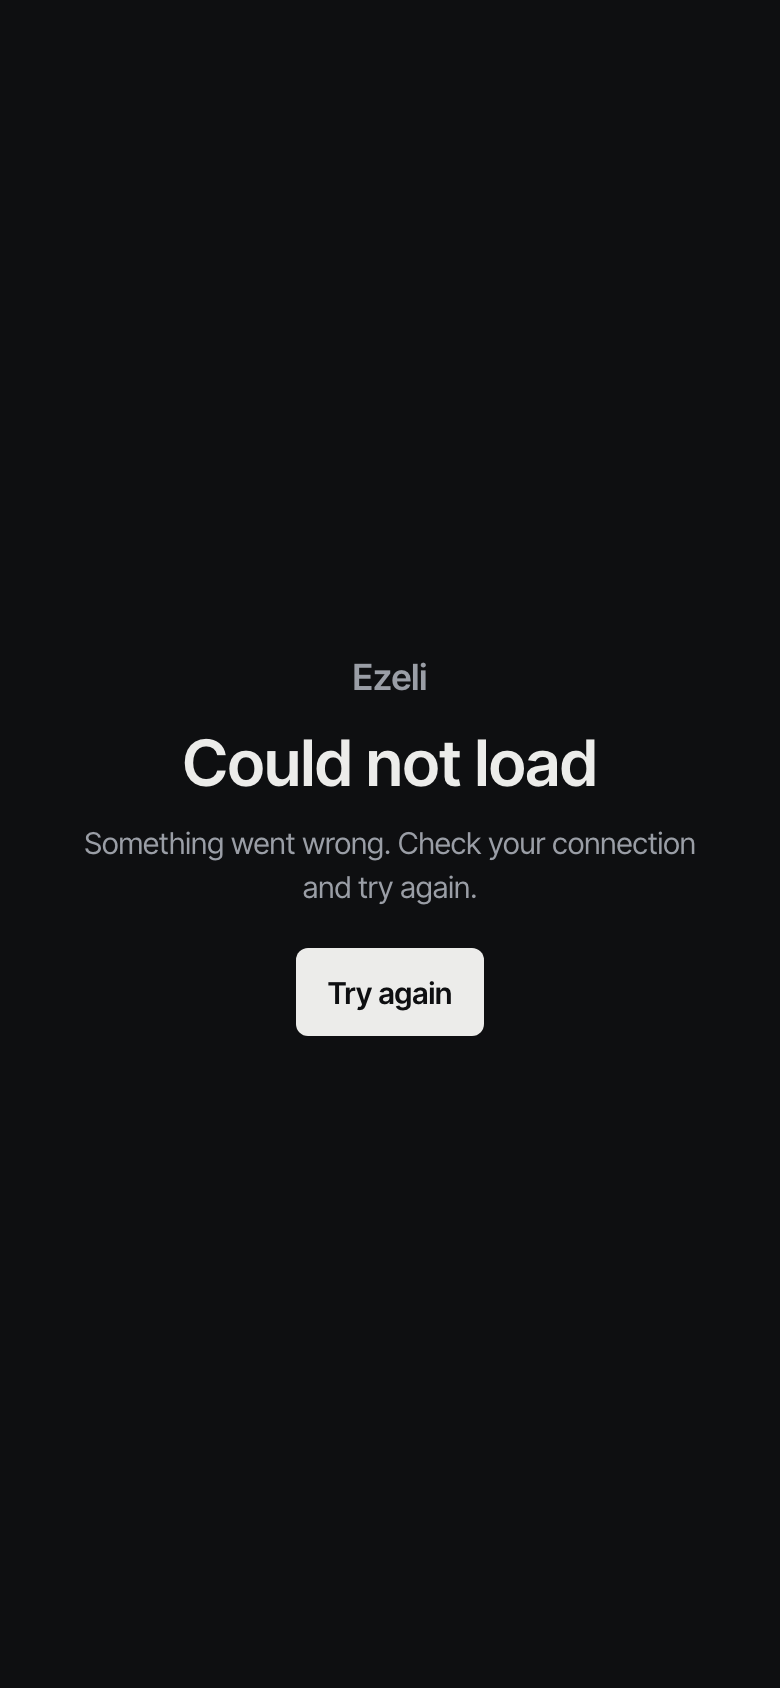 Ezeli
Could not load
Something went wrong. Check your connection
and try again.
Try again